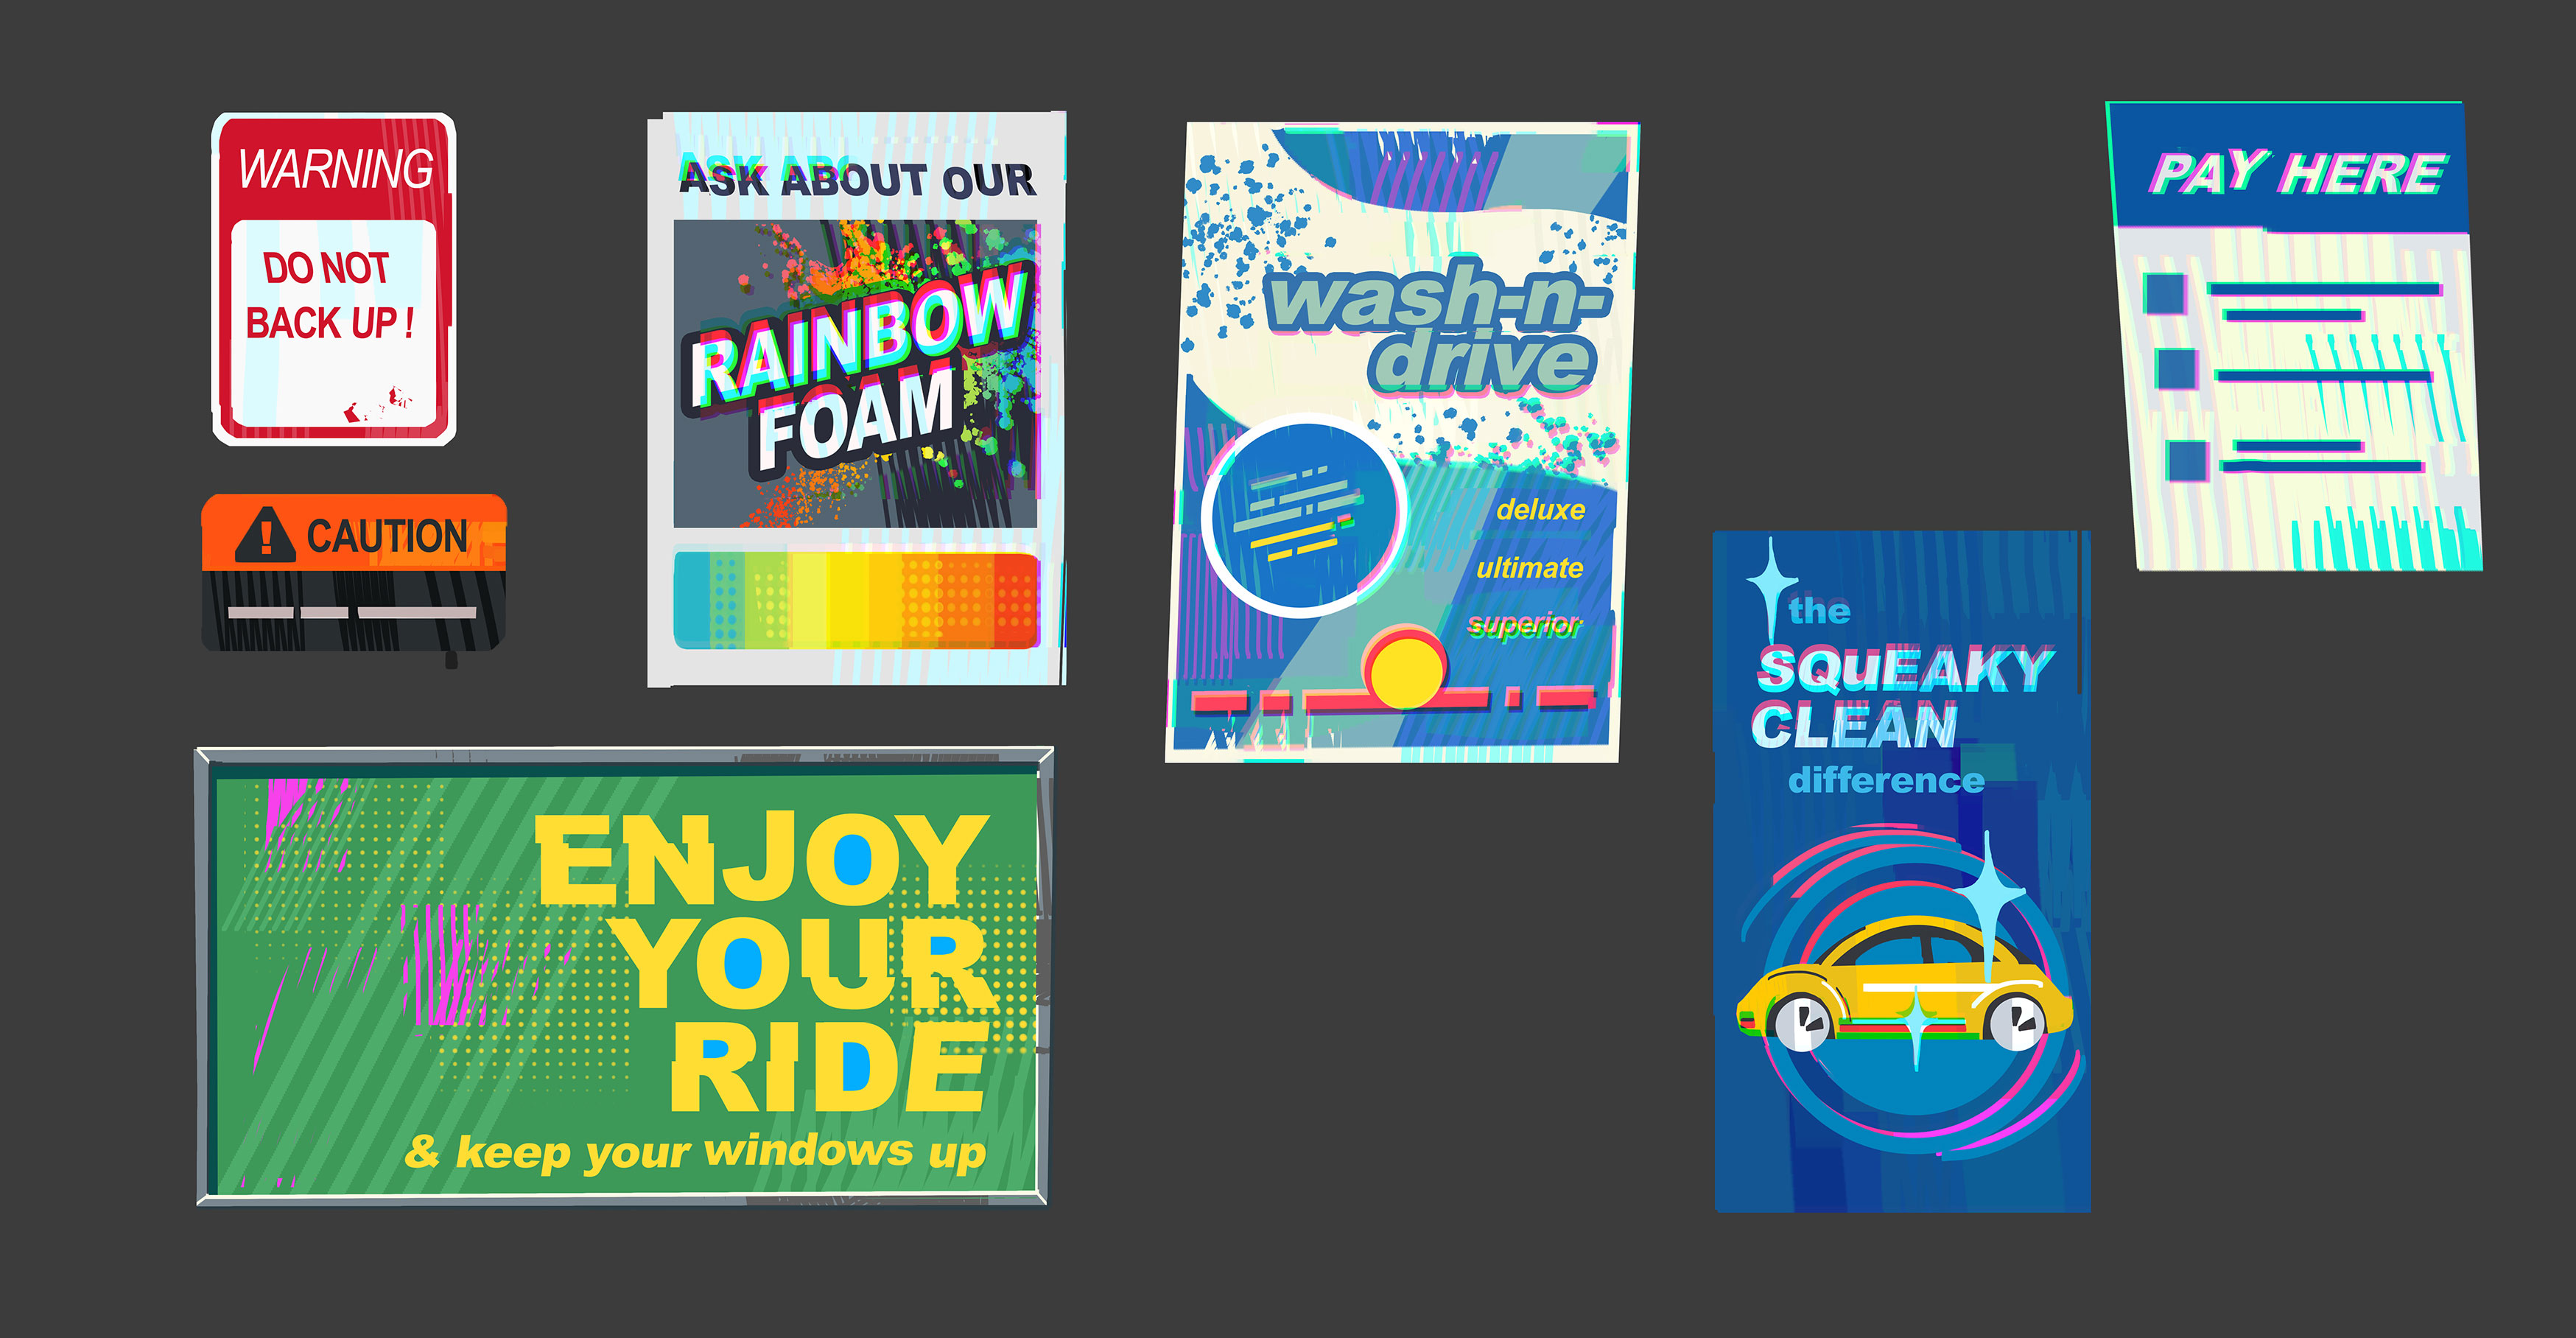 WARNING
DO NOT
BACK UP !
! CAUTION
ASK ABOUT OUR
RAINBOW
FOAM
wash-n-
drive
deluxe
ultimate
superior
PAY HERE
the
SQuEAKY
CLEAN
difference
ENJOY
YOUR
RIDE
& keep your windows up